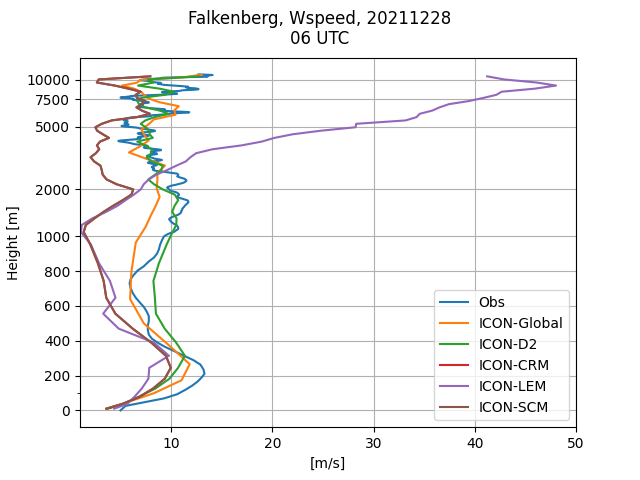 Falkenberg, Wspeed, 20211228
06 UTC
10000
7500
5000
2000
1000
800
600
400
200
0
Height [m]
Obs
ICON-Global
ICON-D2
ICON-CRM
ICON-LEM
ICON-SCM
10 20 30 40 50
[m/s]